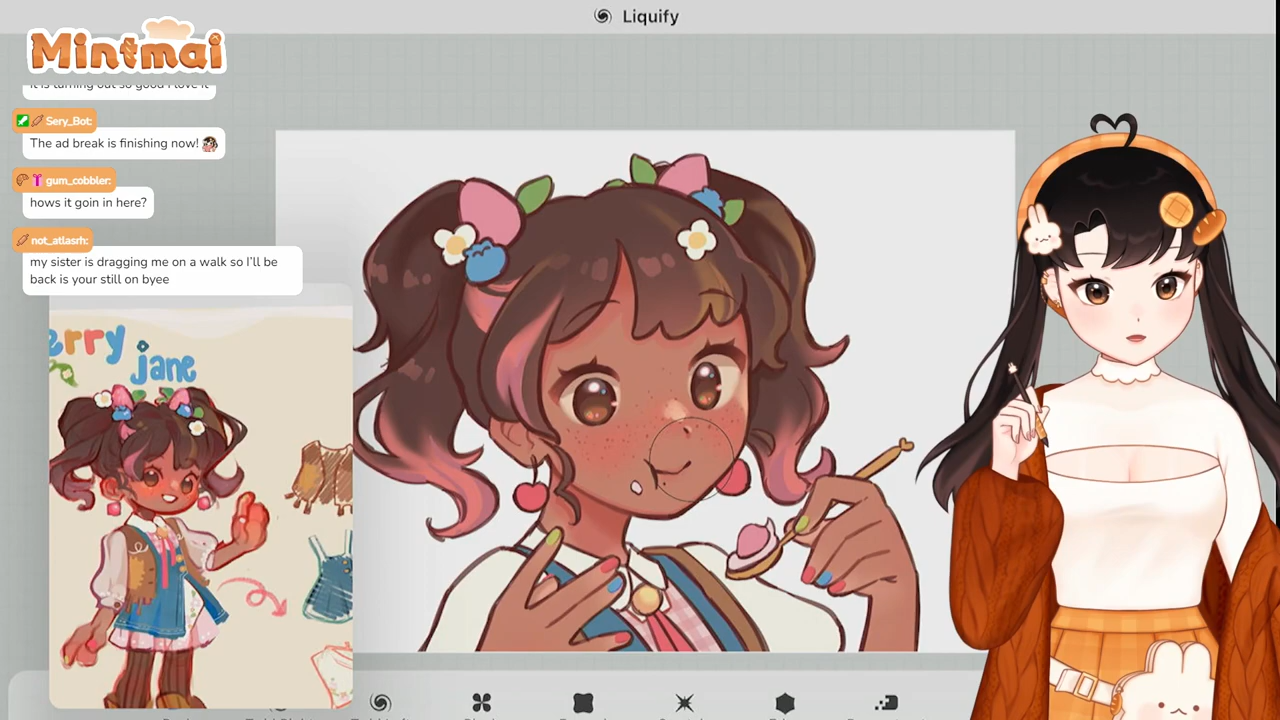 Liquify
Mintmai
it is turning out so good I love it
Sery_Bot:
The ad break is finishing now!
gum_cobbler:
hows it goin in here?
not_atlasrh:
my sister is dragging me on a walk so I'll be
back is your still on byee
erry
jane